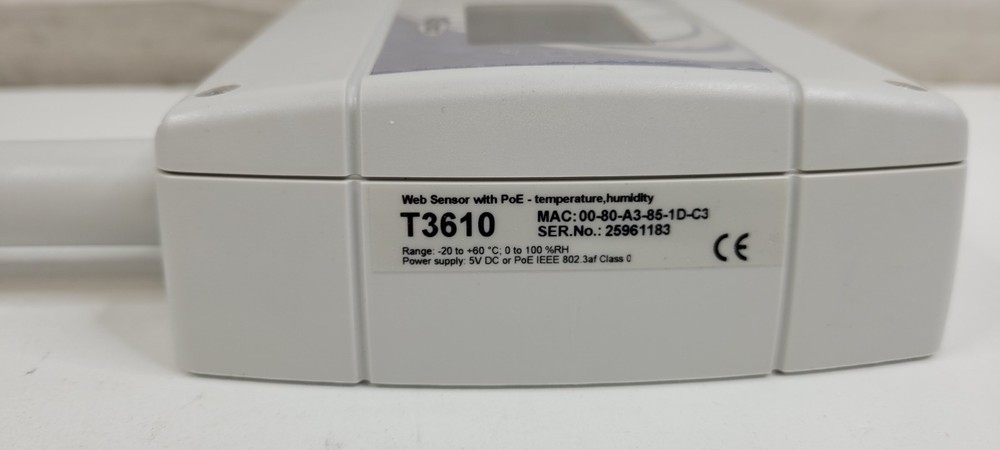 Web Sensor with PoE - temperature,humidity
T3610
MAC: 00-80-A3-85-1D-C3
SER.No.: 25961183
Range: -20 to +60 °C; 0 to 100 %RH
Power supply: 5V DC or PoE IEEE 802.3af Class 0
CE